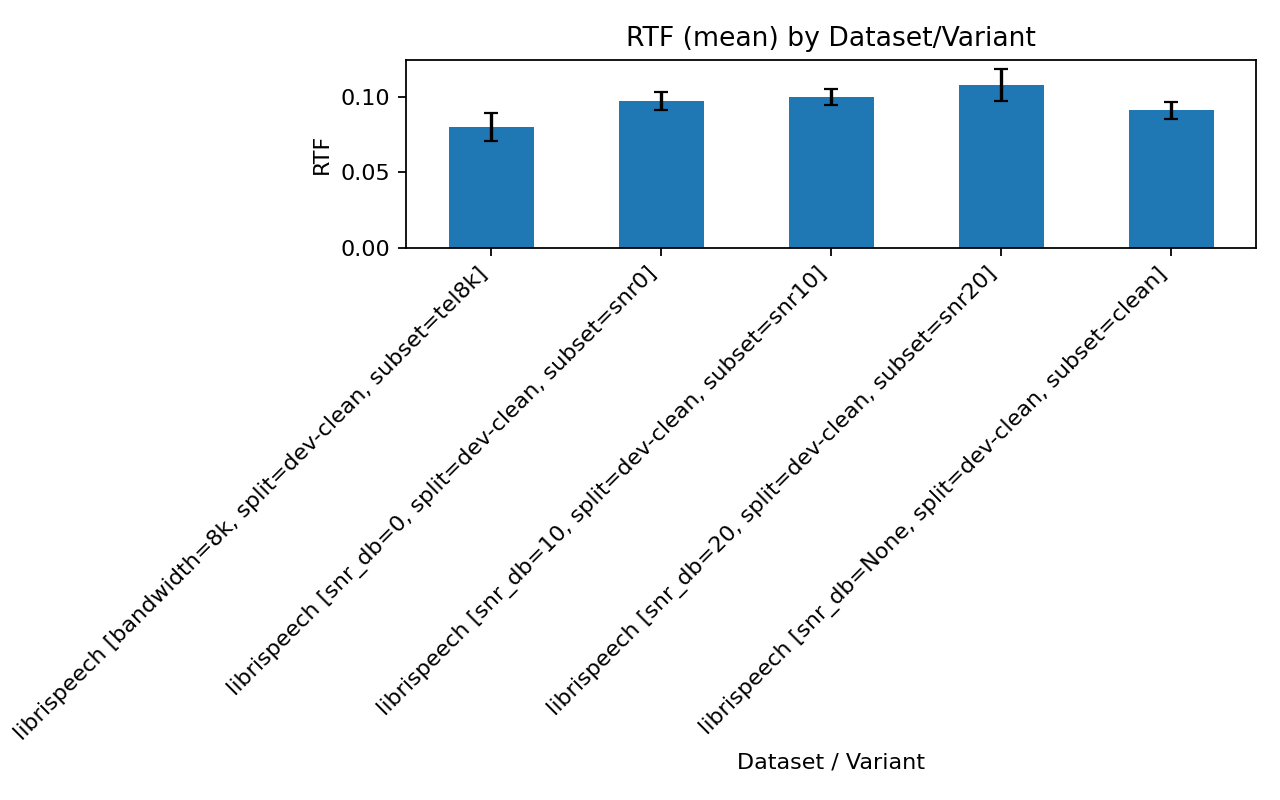 RTF (mean) by Dataset/Variant
RTF
0.10
0.05
0.00
librispeech [bandwidth=8k, split=dev-clean, subset=tel8k]
librispeech [snr_db=0, split=dev-clean, subset=snr0]
librispeech [snr_db=10, split=dev-clean, subset=snr10]
librispeech [snr_db=20, split=dev-clean, subset=snr20]
librispeech [snr_db=None, split=dev-clean, subset=clean]
Dataset / Variant